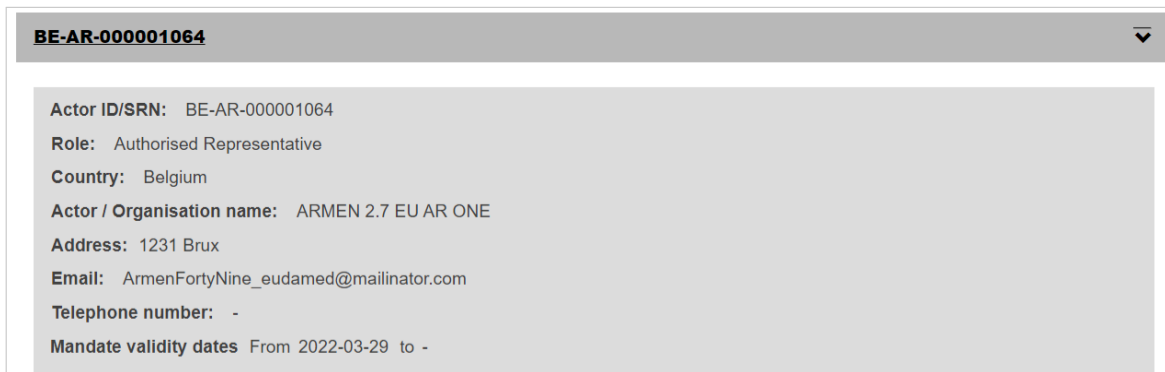 BE-AR-000001064
Actor ID/SRN: BE-AR-000001064
Role: Authorised Representative
Country: Belgium
Actor / Organisation name: ARMEN 2.7 EU AR ONE
Address: 1231 Brux
Email: ArmenFortyNine_eudamed@mailinator.com
Telephone number: -
Mandate validity dates From 2022-03-29 to -